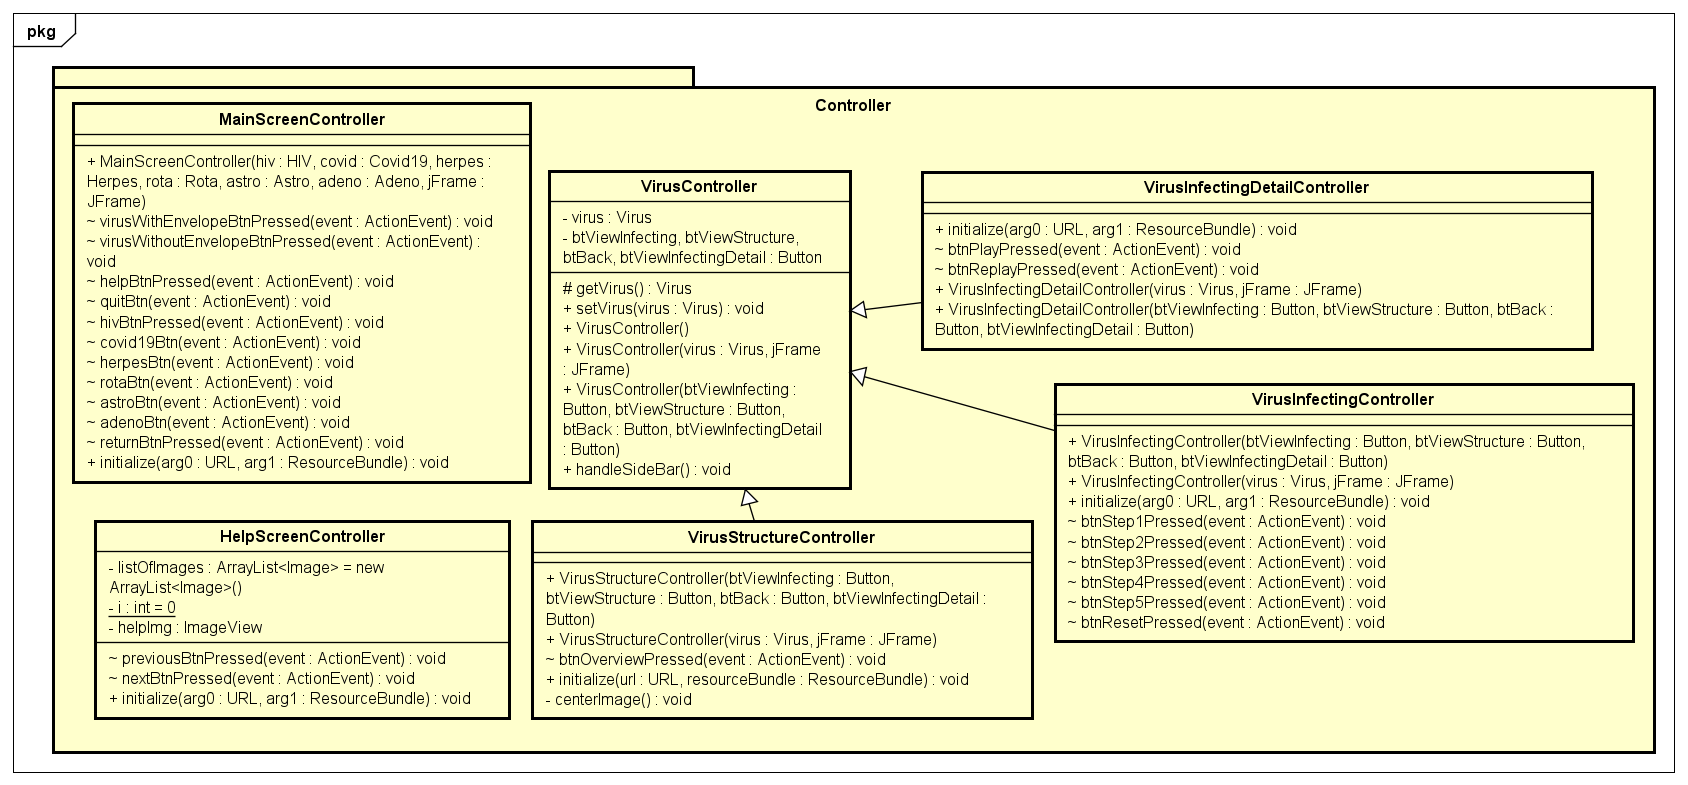 pkg
Controller
MainScreenController
+ MainScreenController(hiv : HIV, covid : Covid19, herpes :
Herpes, rota : Rota, astro : Astro, adeno : Adeno, jFrame :
JFrame)
~ virusWithEnvelopeBtnPressed(event : ActionEvent) : void
~ virusWithoutEnvelopeBtnPressed(event : ActionEvent) :
void
~ helpBtnPressed(event : ActionEvent) : void
~ quitBtn(event : ActionEvent) : void
~ hivBtnPressed(event : ActionEvent) : void
~ covid19Btn(event : ActionEvent) : void
~ herpesBtn(event : ActionEvent) : void
~ rotaBtn(event : ActionEvent) : void
~ astroBtn(event : ActionEvent) : void
~ adenoBtn(event : ActionEvent) : void
~ returnBtnPressed(event : ActionEvent) : void
+ initialize(arg0 : URL, arg1 : ResourceBundle) : void
VirusController
- virus : Virus
- btViewInfecting, btViewStructure,
btBack, btViewInfectingDetail : Button
# getVirus() : Virus
+ setVirus(virus : Virus) : void
+ VirusController()
+ VirusController(virus : Virus, jFrame
: JFrame)
+ VirusController(btViewInfecting :
Button, btViewStructure : Button,
btBack : Button, btViewInfectingDetail
: Button)
+ handleSideBar() : void
VirusInfectingDetailController
+ initialize(arg0 : URL, arg1 : ResourceBundle) : void
~ btnPlayPressed(event : ActionEvent) : void
~ btnReplayPressed(event : ActionEvent) : void
+ VirusInfectingDetailController(virus : Virus, jFrame : JFrame)
+ VirusInfectingDetailController(btViewInfecting : Button, btViewStructure : Button, btBack :
Button, btViewInfectingDetail : Button)
VirusInfectingController
+ VirusInfectingController(btViewInfecting : Button, btViewStructure : Button,
btBack : Button, btViewInfectingDetail : Button)
+ VirusInfectingController(virus : Virus, jFrame : JFrame)
+ initialize(arg0 : URL, arg1 : ResourceBundle) : void
~ btnStep1Pressed(event : ActionEvent) : void
~ btnStep2Pressed(event : ActionEvent) : void
~ btnStep3Pressed(event : ActionEvent) : void
~ btnStep4Pressed(event : ActionEvent) : void
~ btnStep5Pressed(event : ActionEvent) : void
~ btnResetPressed(event : ActionEvent) : void
HelpScreenController
- listOfImages : ArrayList<Image> = new
ArrayList<Image>()
- i : int = 0
- helpImg : ImageView
~ previousBtnPressed(event : ActionEvent) : void
~ nextBtnPressed(event : ActionEvent) : void
+ initialize(arg0 : URL, arg1 : ResourceBundle) : void
VirusStructureController
+ VirusStructureController(btViewInfecting : Button,
btViewStructure : Button, btBack : Button, btViewInfectingDetail :
Button)
+ VirusStructureController(virus : Virus, jFrame : JFrame)
~ btnOverviewPressed(event : ActionEvent) : void
+ initialize(url : URL, resourceBundle : ResourceBundle) : void
- centerImage() : void